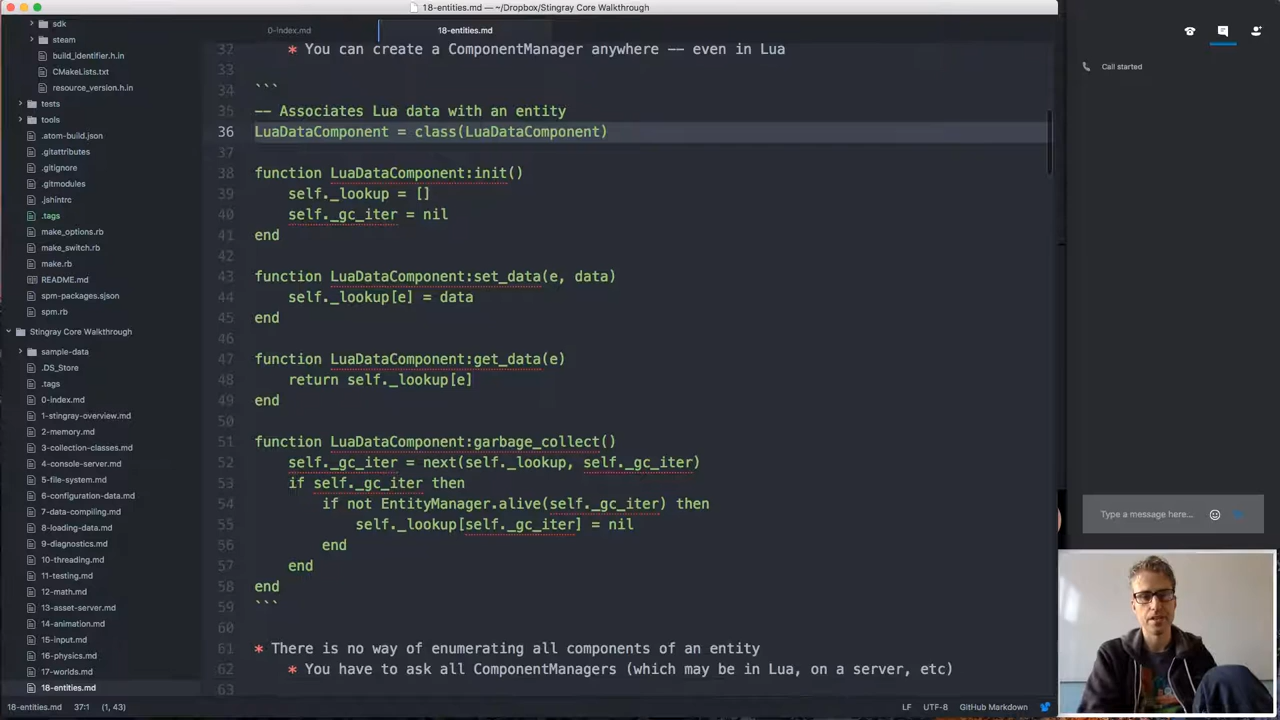 18-entities.md — ~/Dropbox/Stingray Core Walkthrough
sdk
steam
build_identifier.h.in
CMakeLists.txt
resource_version.h.in
tests
tools
.atom-build.json
.gitattributes
.gitignore
.gitmodules
.jshintrc
.tags
make_options.rb
make_switch.rb
make.rb
README.md
spm-packages.sjson
spm.rb
Stingray Core Walkthrough
sample-data
.DS_Store
.tags
0-index.md
1-stingray-overview.md
2-memory.md
3-collection-classes.md
4-console-server.md
5-file-system.md
6-configuration-data.md
7-data-compiling.md
8-loading-data.md
9-diagnostics.md
10-threading.md
11-testing.md
12-math.md
13-asset-server.md
14-animation.md
15-input.md
16-physics.md
17-worlds.md
18-entities.md
0-index.md
18-entities.md
32 * You can create a ComponentManager anywhere -- even in Lua
33
34 ```
35 -- Associates Lua data with an entity
36 LuaDataComponent = class(LuaDataComponent)
37
38 function LuaDataComponent:init()
39 self._lookup = []
40 self._gc_iter = nil
41 end
42
43 function LuaDataComponent:set_data(e, data)
44 self._lookup[e] = data
45 end
46
47 function LuaDataComponent:get_data(e)
48 return self._lookup[e]
49 end
50
51 function LuaDataComponent:garbage_collect()
52 self._gc_iter = next(self._lookup, self._gc_iter)
53 if self._gc_iter then
54 if not EntityManager.alive(self._gc_iter) then
55 self._lookup[self._gc_iter] = nil
56 end
57 end
58 end
59 ```
60
61 * There is no way of enumerating all components of an entity
62 * You have to ask all ComponentManagers (which may be in Lua, on a server, etc)
63
18-entities.md 37:1 (1, 43)
LF UTF-8 GitHub Markdown
Call started
Type a message here...